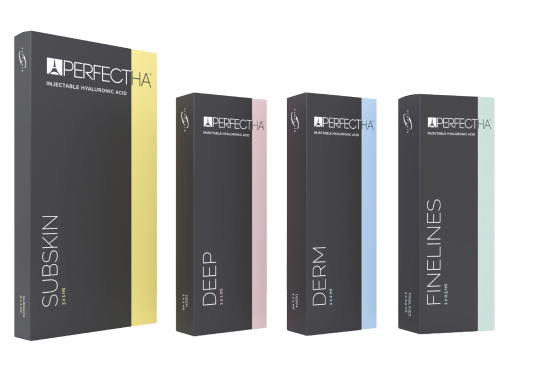 PERFECTHA
INJECTABLE HYALURONIC ACID
SUBSKIN
PERFECTHA
INJECTABLE HYALURONIC ACID
DEEP
PERFECTHA
INJECTABLE HYALURONIC ACID
DERM
PERFECTHA
INJECTABLE HYALURONIC ACID
FINELINES